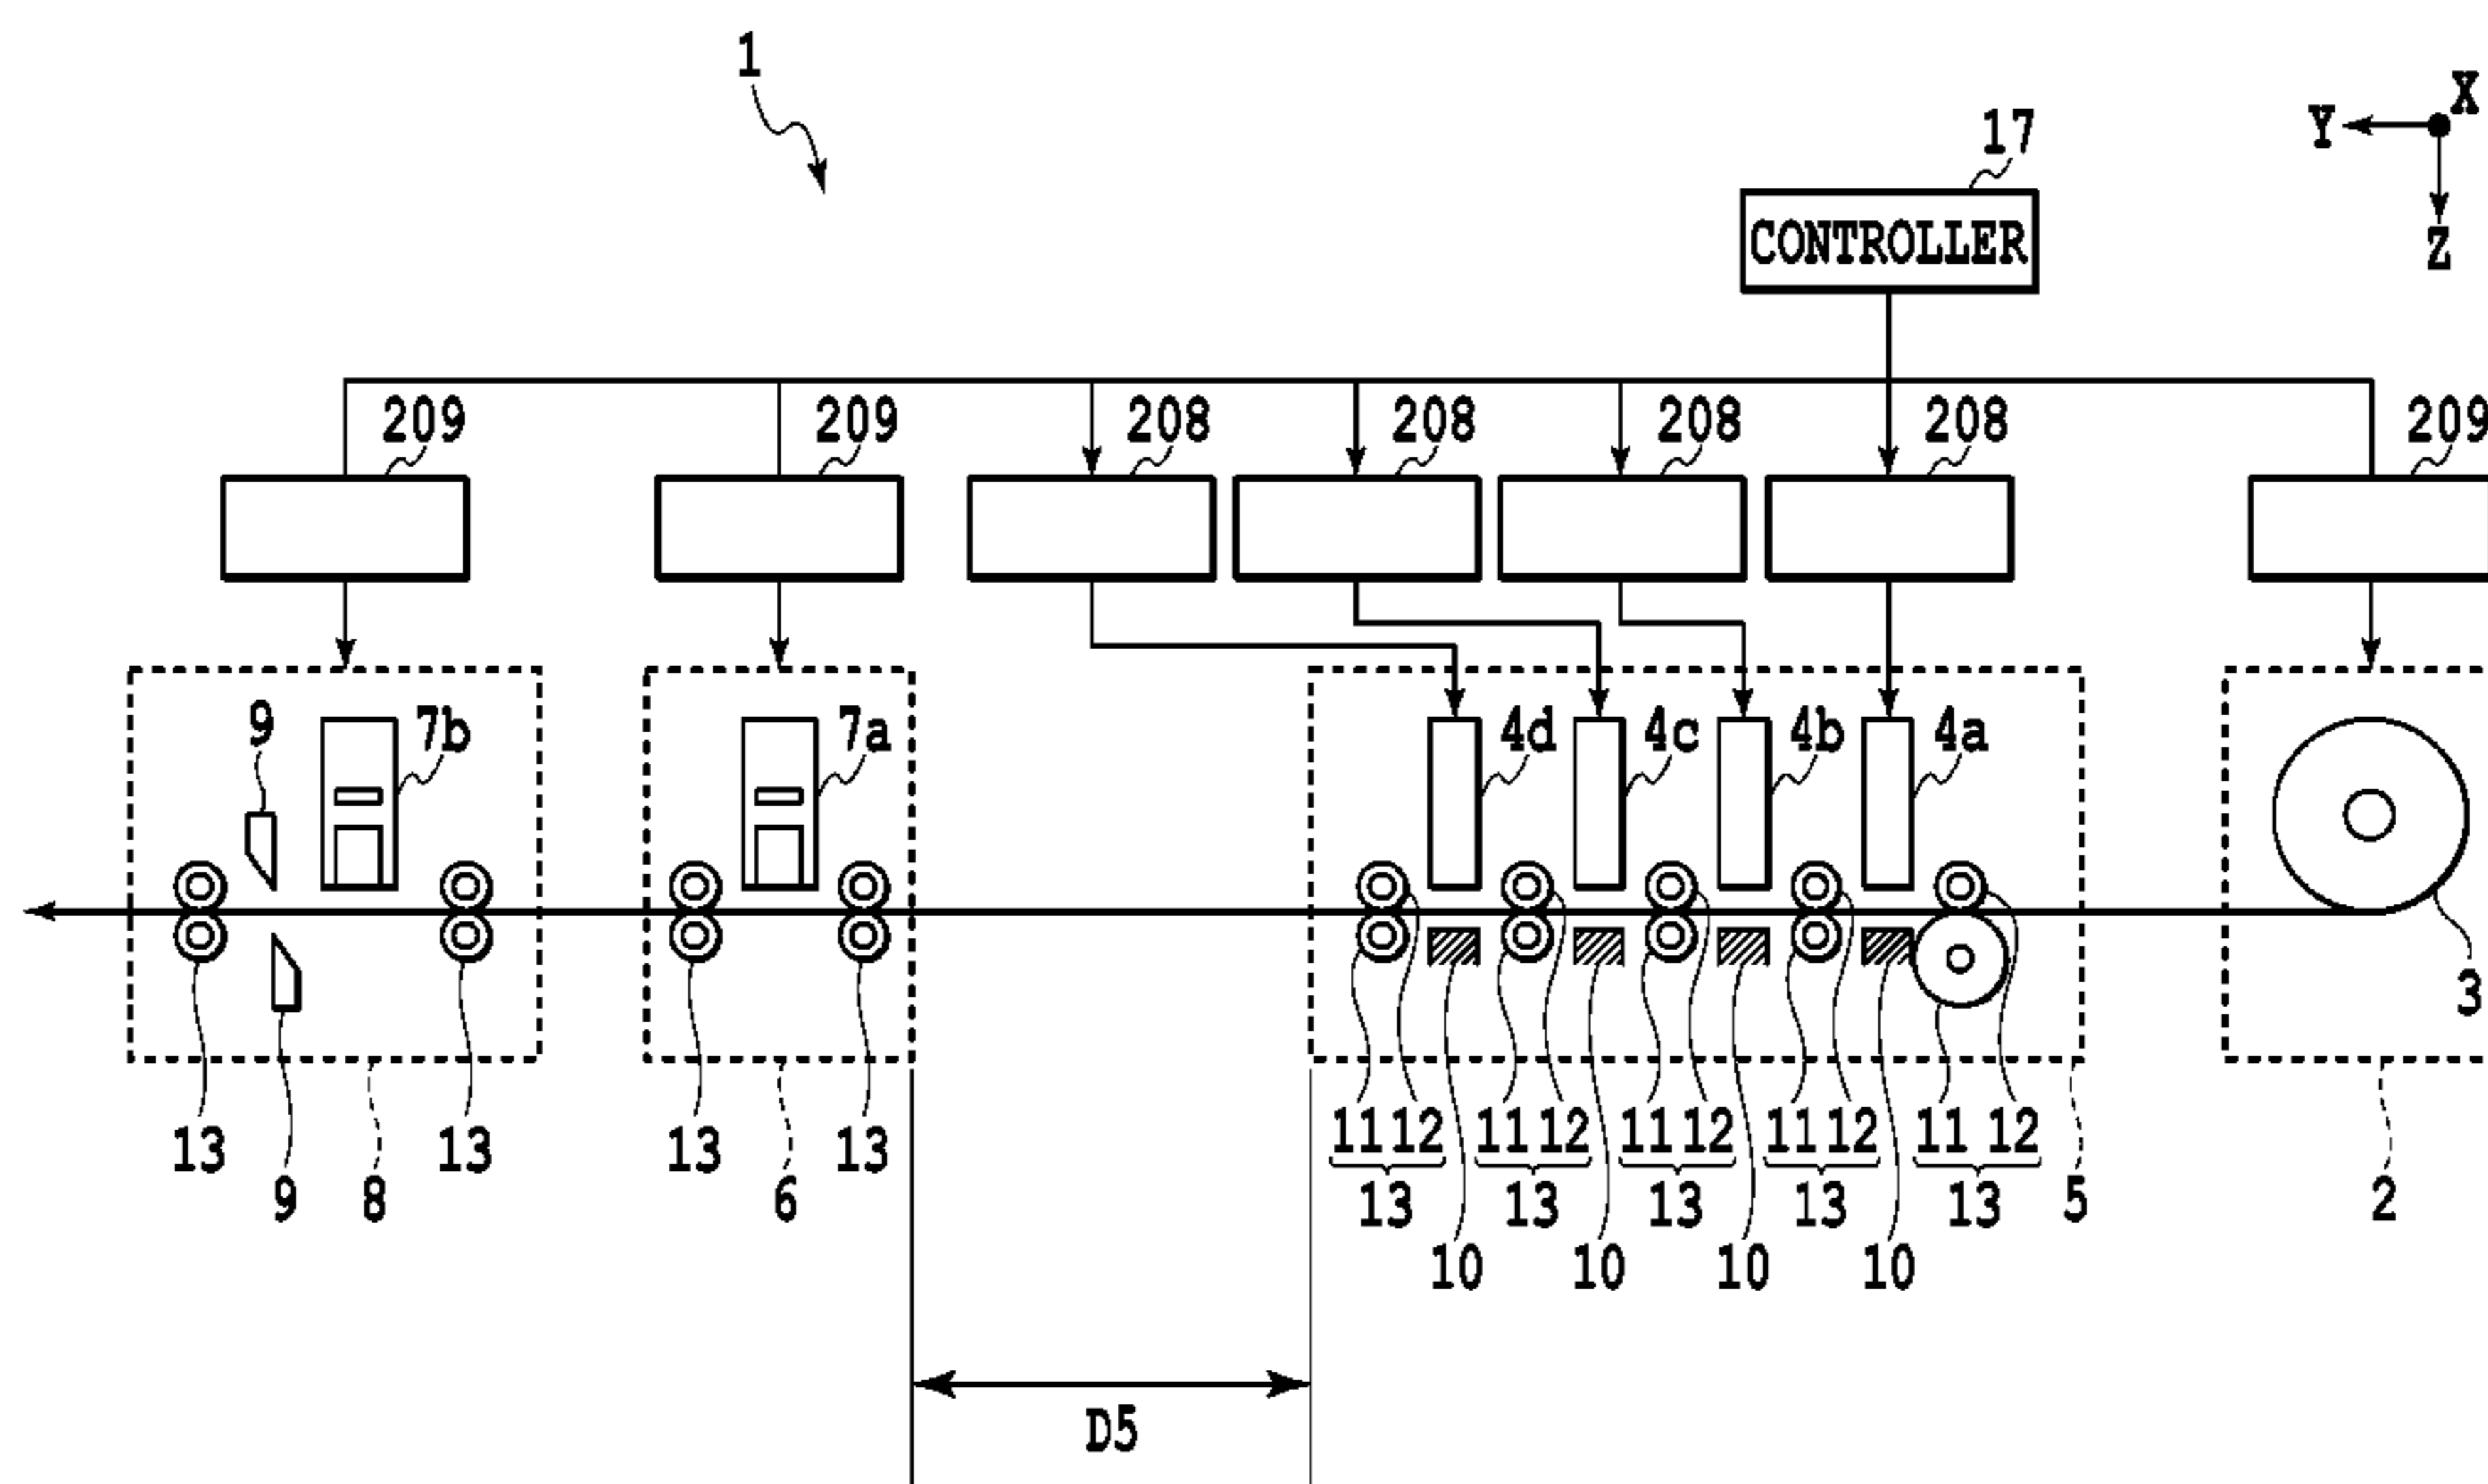 1
X
Y
17
CONTROLLER
Z
209 209 208 208 208 208 209
9 7b 7a 4d 4c 4b 4a
3
11 12 11 12 11 12 11 12 11 12
13 13 13 13
13 13 13 13 13
9 8 6 5 2
10 10 10 10
D5